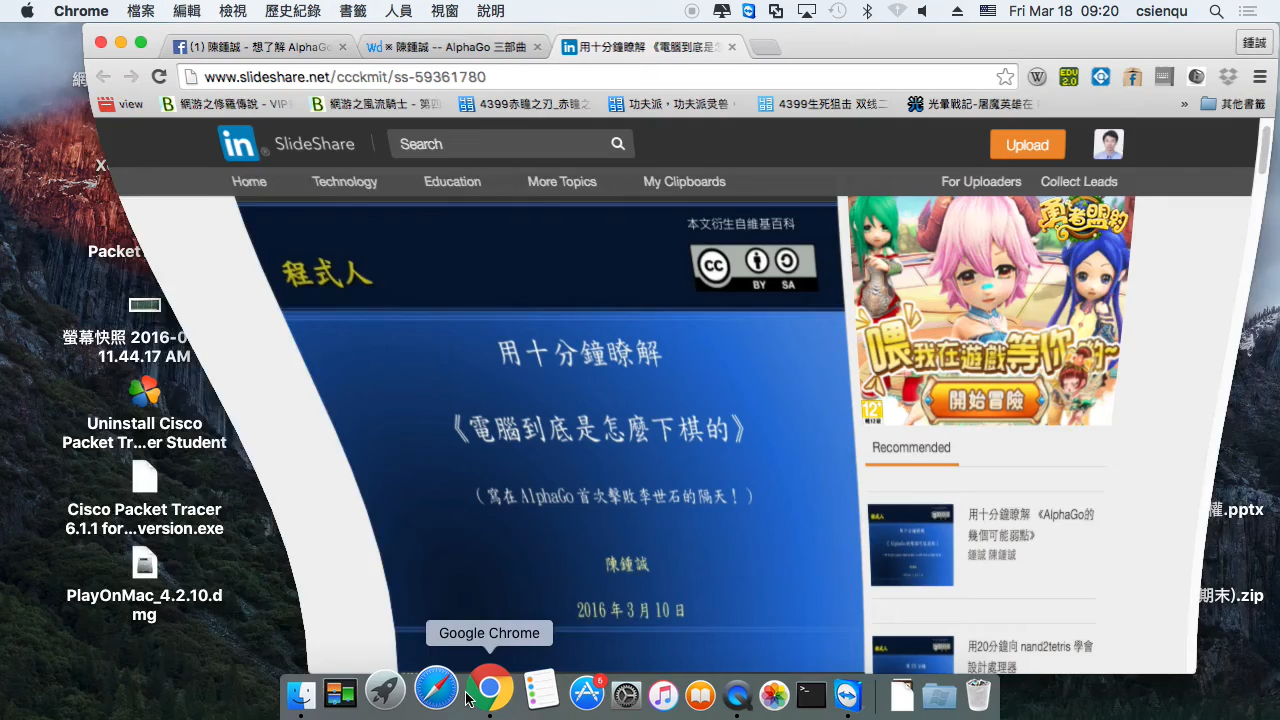 Chrome 檔案 編輯 檢視 歷史紀錄 書籤 人員 視窗 說明 Fri Mar 18 09:20 csienqu
(1) 陳鍾誠 - 想了解 AlphaGo
※ 陳鍾誠 -- AlphaGo 三部曲
用十分鐘瞭解 《電腦到底是怎
鍾誠
www.slideshare.net/ccckmit/ss-59361780
view 網游之修羅傳說 - VIP 網游之風流騎士 - 第四 4399赤瞳之刃_赤瞳之 功夫派，功夫派灵兽， 4399生死狙击 双线二 光暈戰記-屠魔英雄在 » 其他書籤
in SlideShare Search Upload
Home Technology Education More Topics My Clipboards For Uploaders Collect Leads
本文衍生自維基百科
程式人
cc BY SA
用十分鐘瞭解
《電腦到底是怎麼下棋的》
（寫在 AlphaGo 首次擊敗李世石的隔天！）
陳鍾誠
2016 年 3 月 10 日
勇者盟約
喂 我在遊戲等你 的~
開始冒險
12+
Recommended
用十分鐘瞭解 《AlphaGo的
幾個可能弱點》
鍾誠 陳鍾誠
用20分鐘向 nand2tetris 學會
設計處理器
網
X
Packet
螢幕快照 2016-0
11.44.17 AM
Uninstall Cisco
Packet Tr...er Student
Cisco Packet Tracer
6.1.1 for...version.exe
PlayOnMac_4.2.10.d
mg
權.pptx
期末).zip
Google Chrome
6